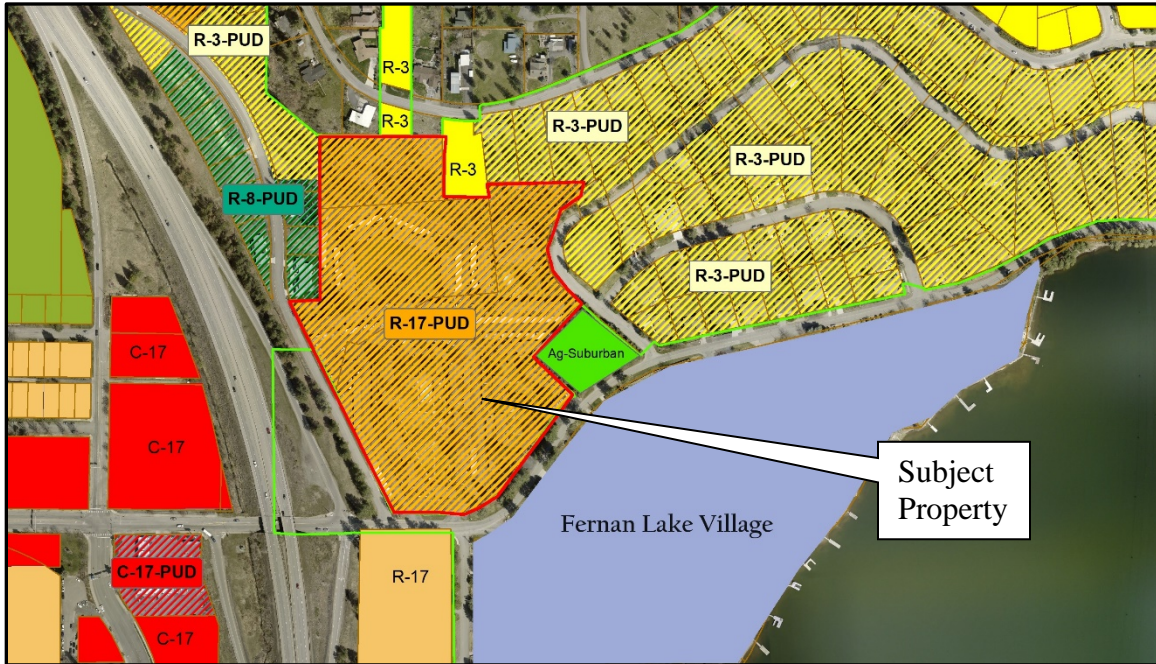 R-3-PUD
R-3
R-3
R-3-PUD
R-3
R-3-PUD
R-8-PUD
R-3-PUD
R-17-PUD
C-17
Ag-Suburban
C-17
Subject
Property
Fernan Lake Village
C-17-PUD
R-17
C-17